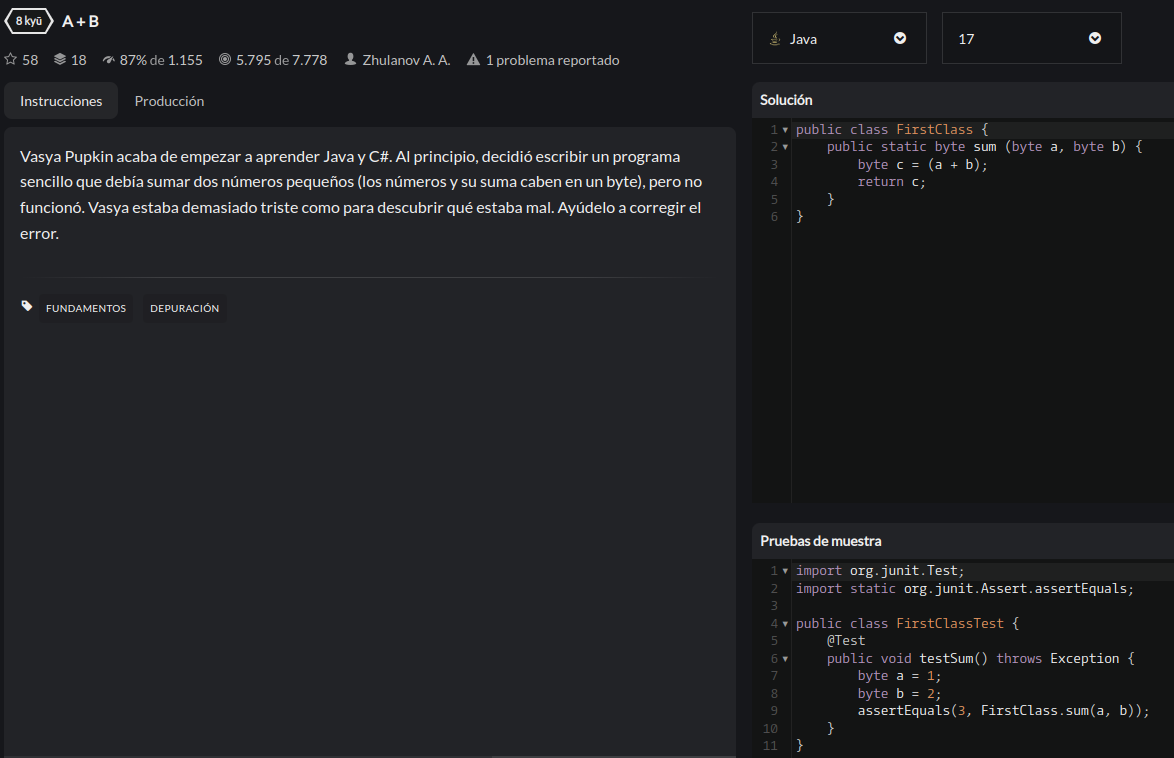 8 kyū A + B
58 18 87% de 1.155 5.795 de 7.778 Zhulanov A. A. 1 problema reportado
Instrucciones Producción
Vasya Pupkin acaba de empezar a aprender Java y C#. Al principio, decidió escribir un programa
sencillo que debía sumar dos números pequeños (los números y su suma caben en un byte), pero no
funcionó. Vasya estaba demasiado triste como para descubrir qué estaba mal. Ayúdelo a corregir el
error.
FUNDAMENTOS DEPURACIÓN
Java 17
Solución
1 public class FirstClass {
2     public static byte sum (byte a, byte b) {
3         byte c = (a + b);
4         return c;
5     }
6 }
Pruebas de muestra
1 import org.junit.Test;
2 import static org.junit.Assert.assertEquals;
3
4 public class FirstClassTest {
5     @Test
6     public void testSum() throws Exception {
7         byte a = 1;
8         byte b = 2;
9         assertEquals(3, FirstClass.sum(a, b));
10     }
11 }